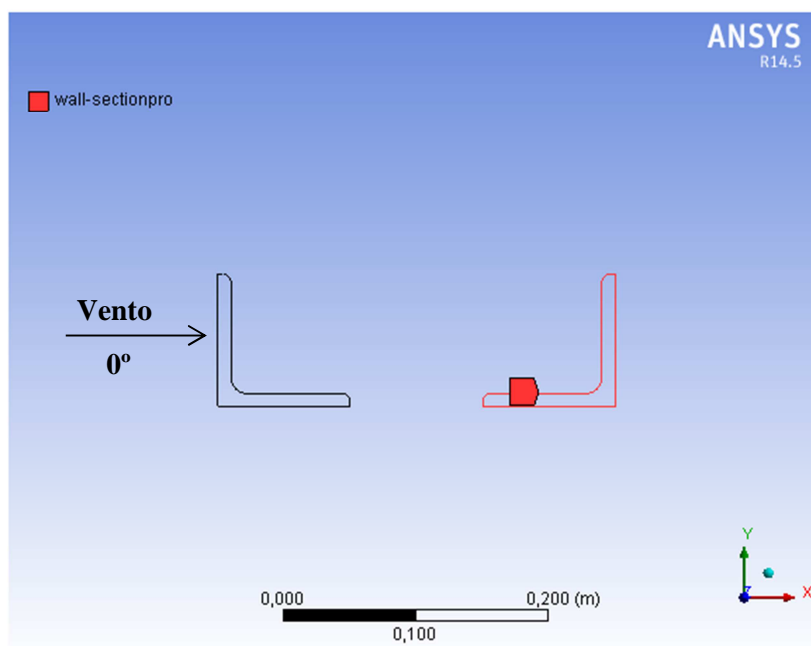 ANSYS
R14.5
wall-sectionpro
Vento
0º
Y
Z
X
0,000
0,200 (m)
0,100